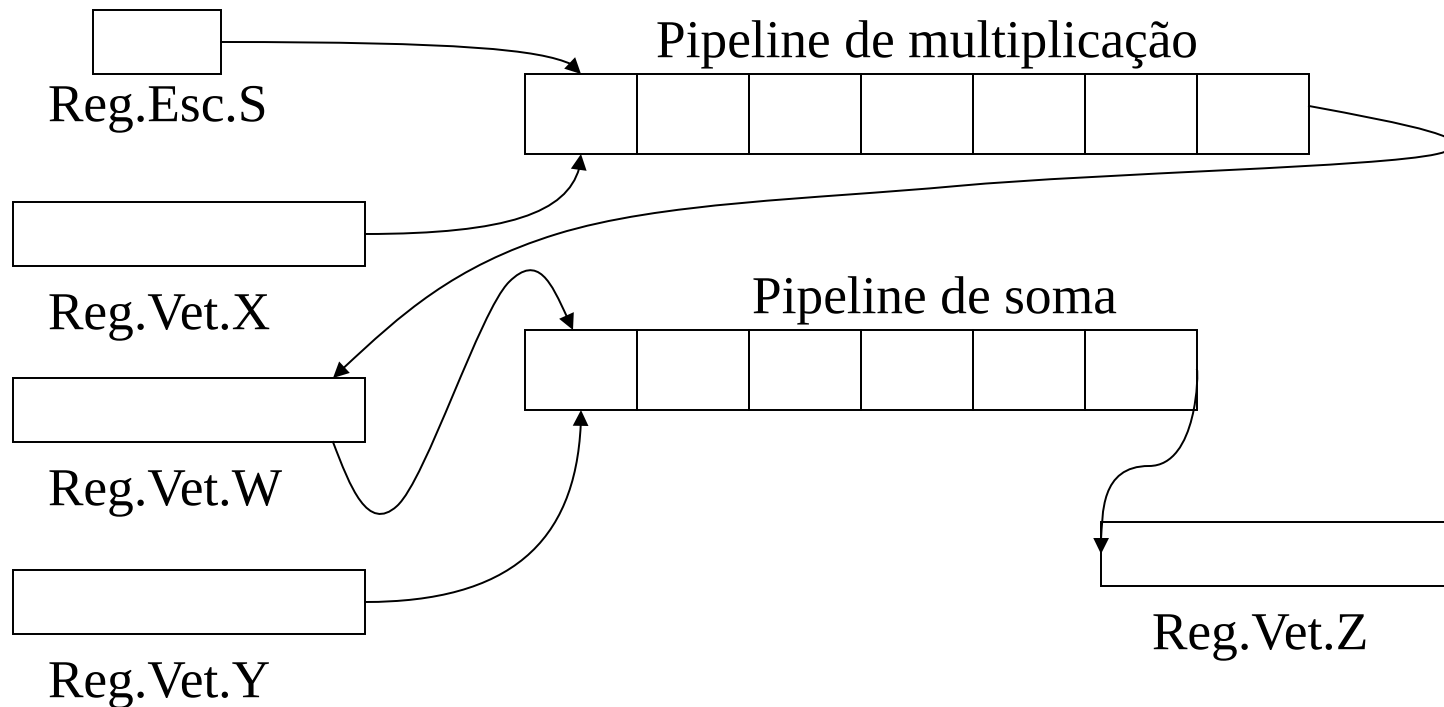 Pipeline de multiplicação
Reg.Esc.S
Reg.Vet.X
Pipeline de soma
Reg.Vet.W
Reg.Vet.Z
Reg.Vet.Y